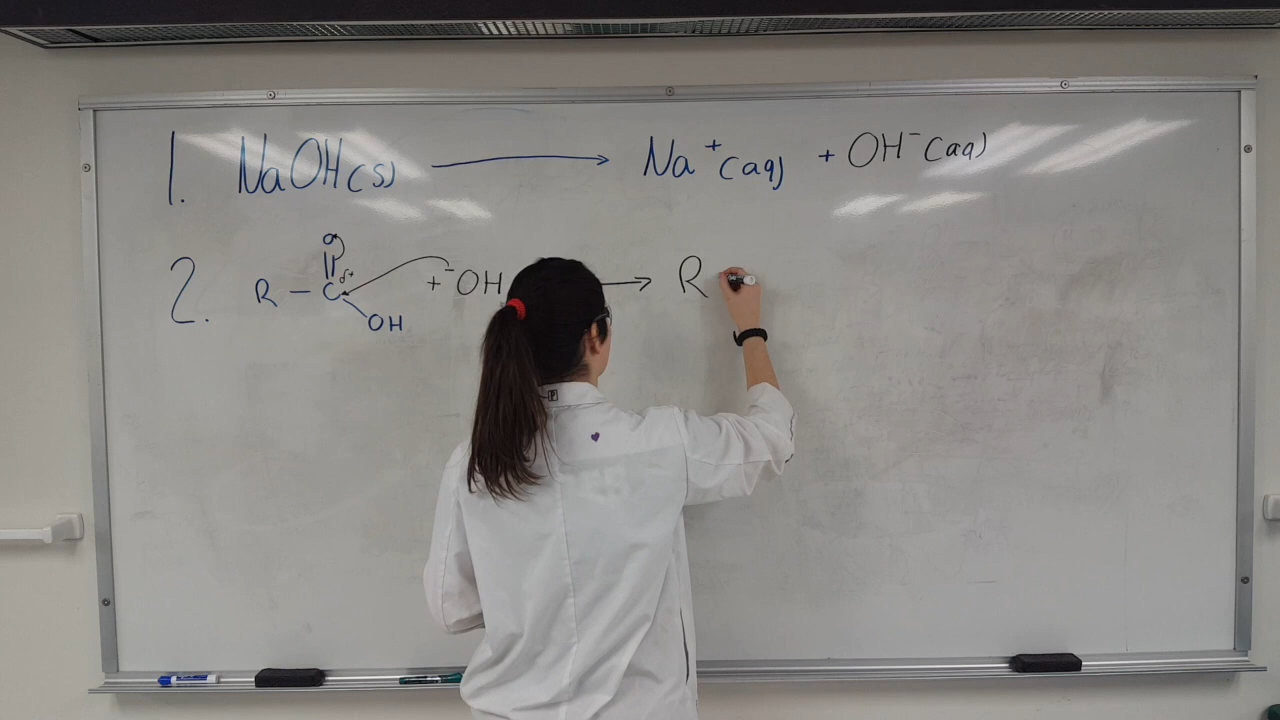 1. NaOH(s) → Na⁺(aq) + OH⁻(aq)
O
2. R – C δ+ + ⁻OH → R
OH